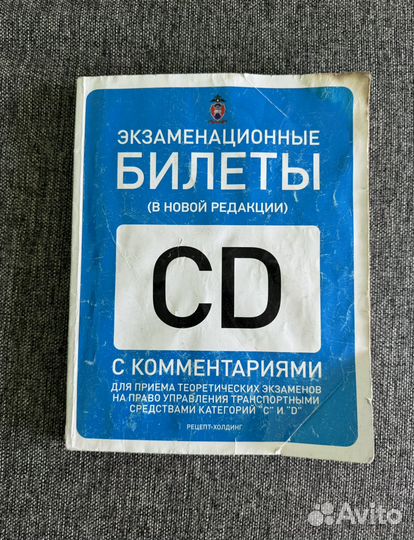 ЭКЗАМЕНАЦИОННЫЕ
БИЛЕТЫ
(В НОВОЙ РЕДАКЦИИ)
CD
С КОММЕНТАРИЯМИ
ДЛЯ ПРИЕМА ТЕОРЕТИЧЕСКИХ ЭКЗАМЕНОВ
НА ПРАВО УПРАВЛЕНИЯ ТРАНСПОРТНЫМИ
СРЕДСТВАМИ КАТЕГОРИЙ "C" И "D"
РЕЦЕПТ-ХОЛДИНГ
Avito